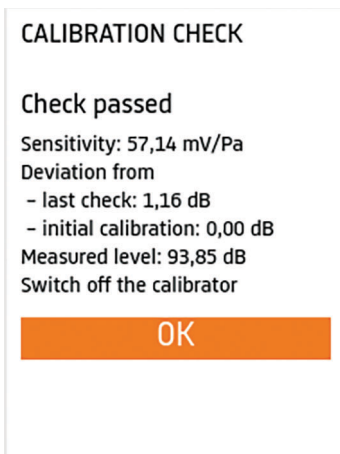 CALIBRATION CHECK
Check passed
Sensitivity: 57,14 mV/Pa
Deviation from
– last check: 1,16 dB
– initial calibration: 0,00 dB
Measured level: 93,85 dB
Switch off the calibrator
OK